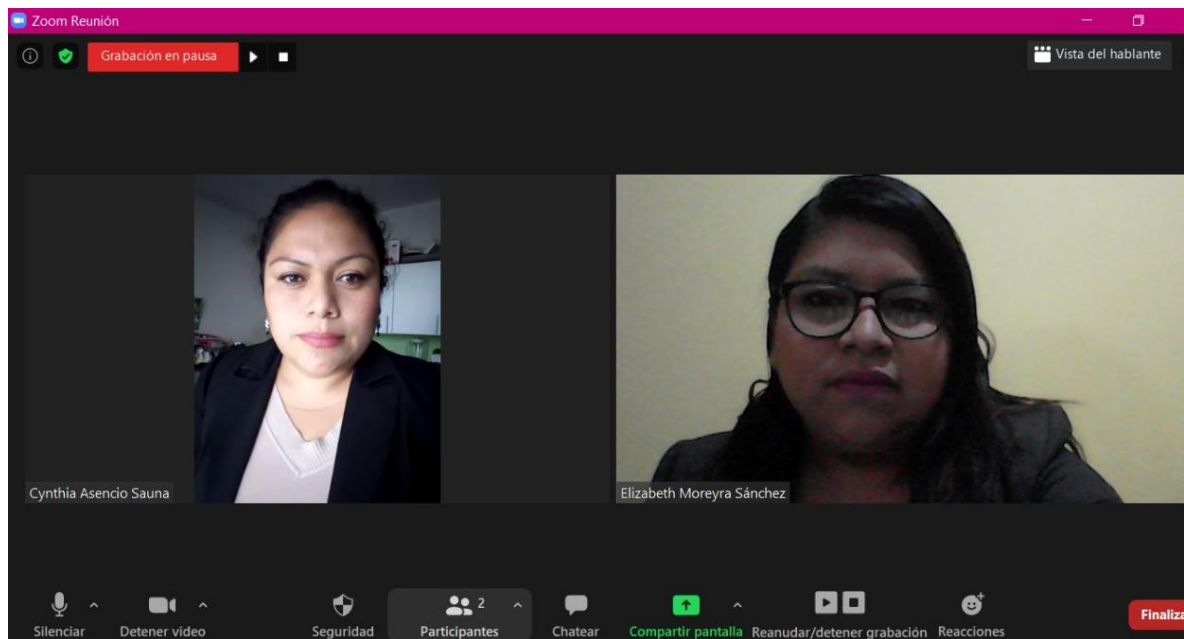 Zoom Reunión
Grabación en pausa
Vista del hablante
Cynthia Asencio Sauna
Elizabeth Moreyra Sánchez
2
Silenciar
Detener video
Seguridad
Participantes
Chatear
Compartir pantalla
Reanudar/detener grabación
Reacciones
Finaliza